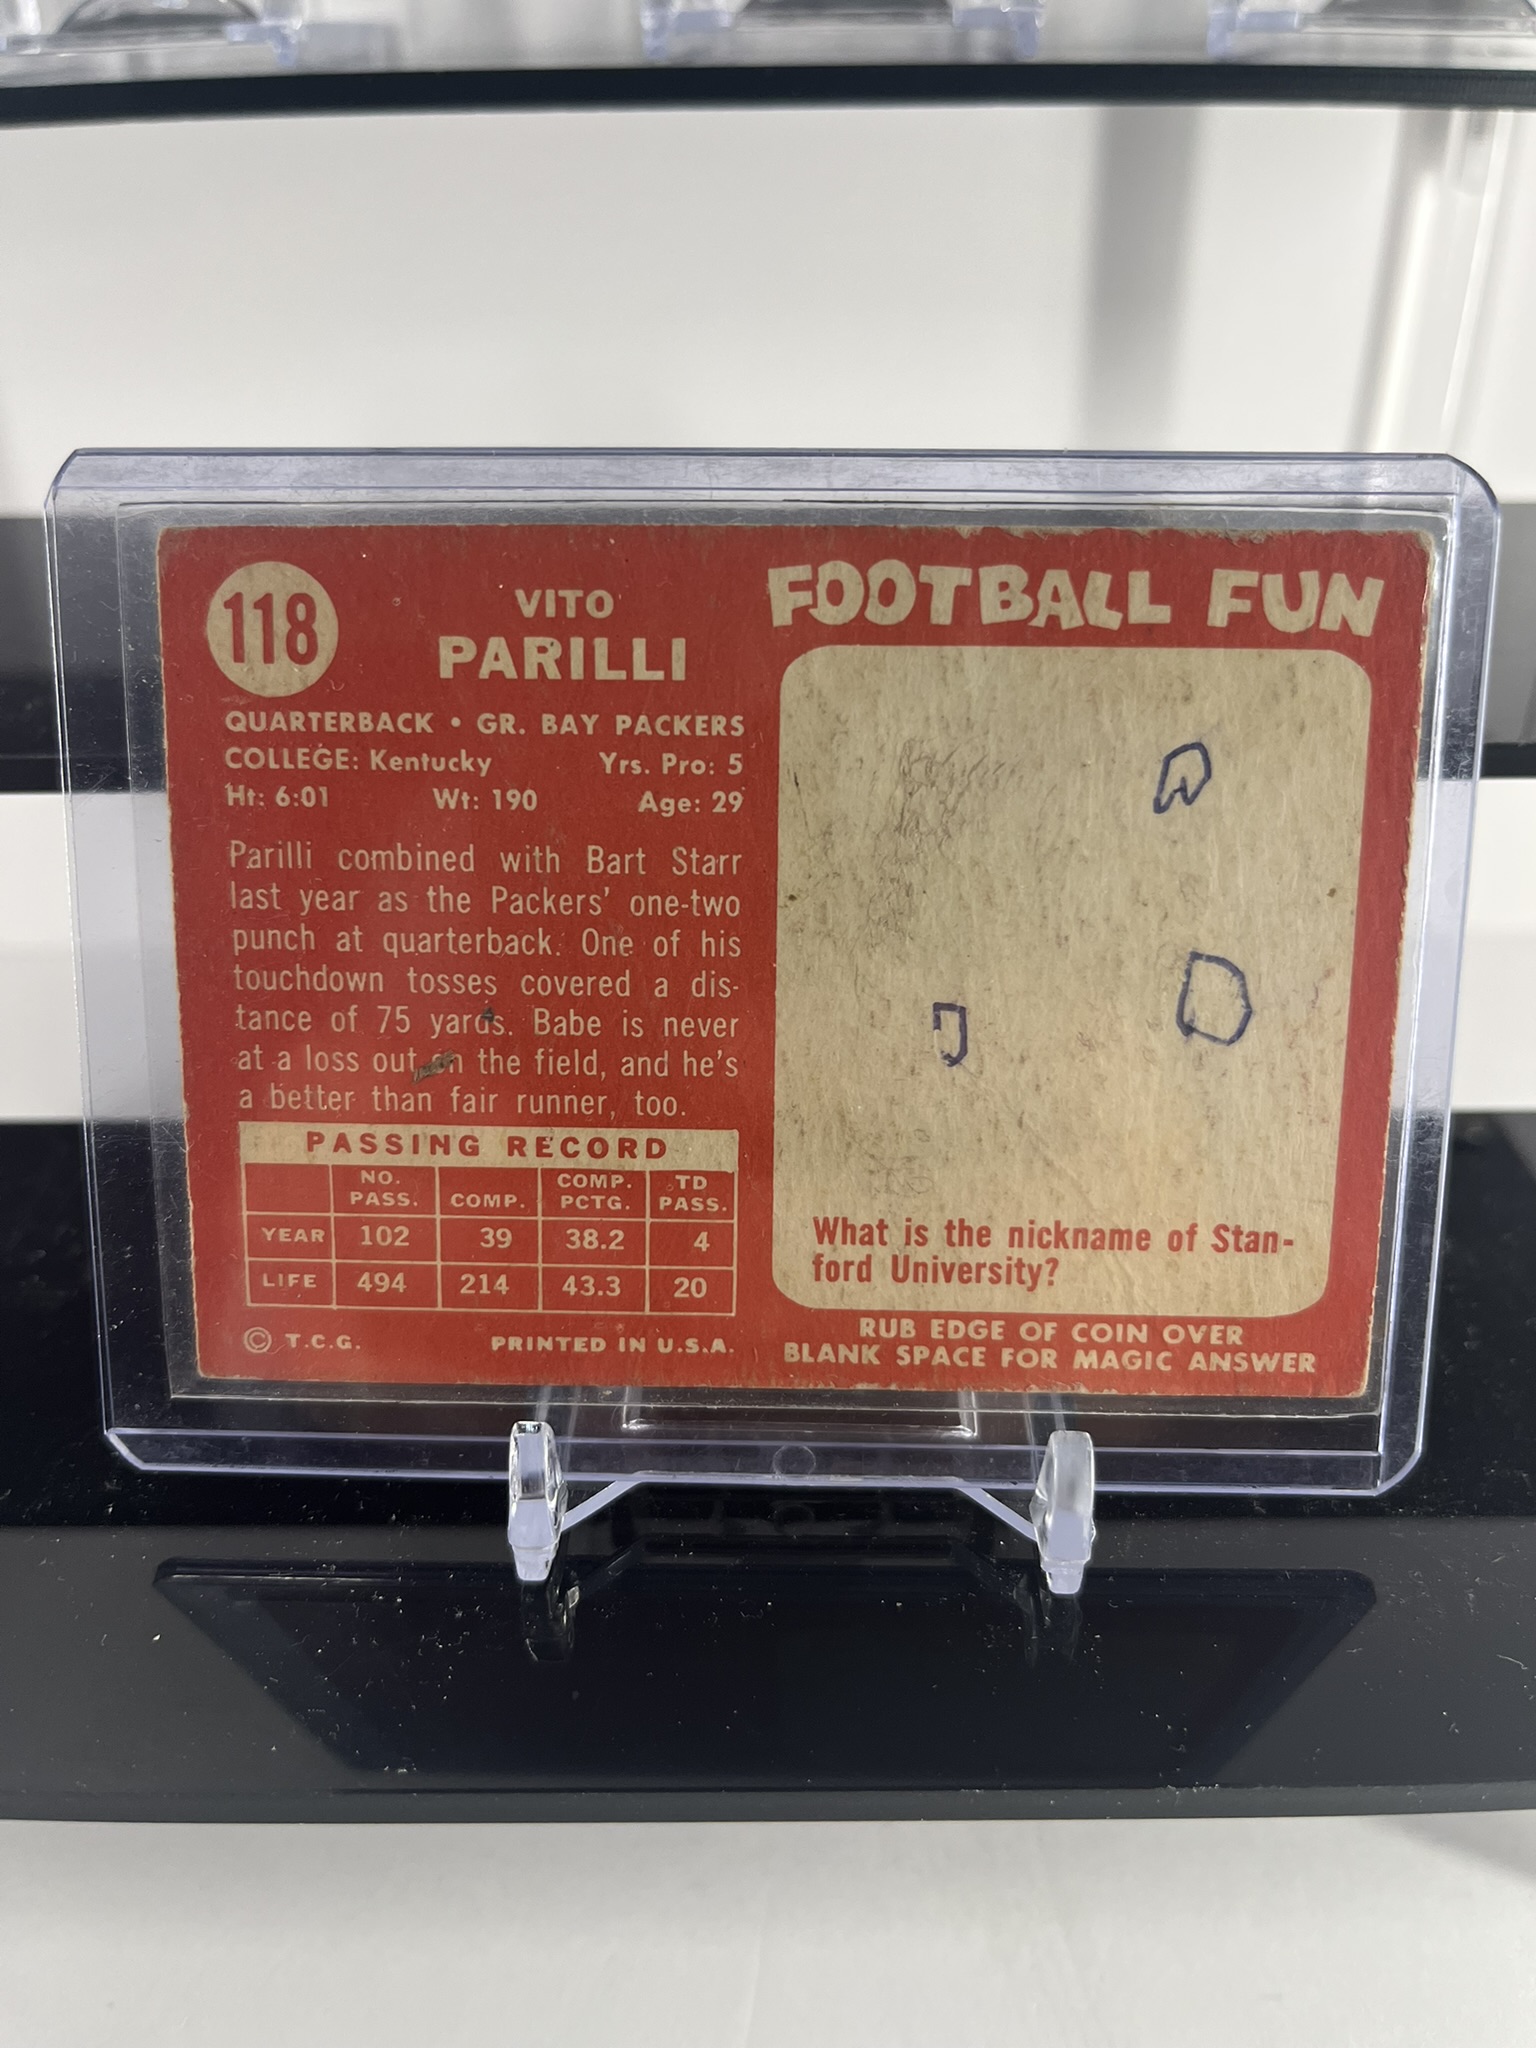 118
VITO
PARILLI
QUARTERBACK • GR. BAY PACKERS
COLLEGE: Kentucky Yrs. Pro: 5
Ht: 6:01 Wt: 190 Age: 29
Parilli combined with Bart Starr
last year as the Packers' one-two
punch at quarterback. One of his
touchdown tosses covered a dis-
tance of 75 yards. Babe is never
at a loss out on the field, and he's
a better than fair runner, too.
PASSING RECORD
NO. PASS. COMP. COMP. PCTG. TD PASS.
YEAR 102 39 38.2 4
LIFE 494 214 43.3 20
© T.C.G. PRINTED IN U.S.A.
FOOTBALL FUN
What is the nickname of Stan-
ford University?
RUB EDGE OF COIN OVER
BLANK SPACE FOR MAGIC ANSWER